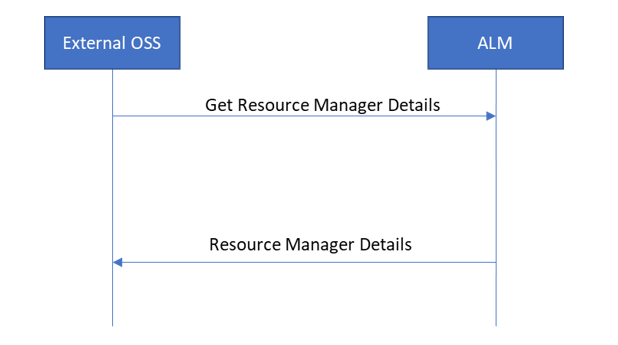 External OSS
ALM
Get Resource Manager Details
Resource Manager Details